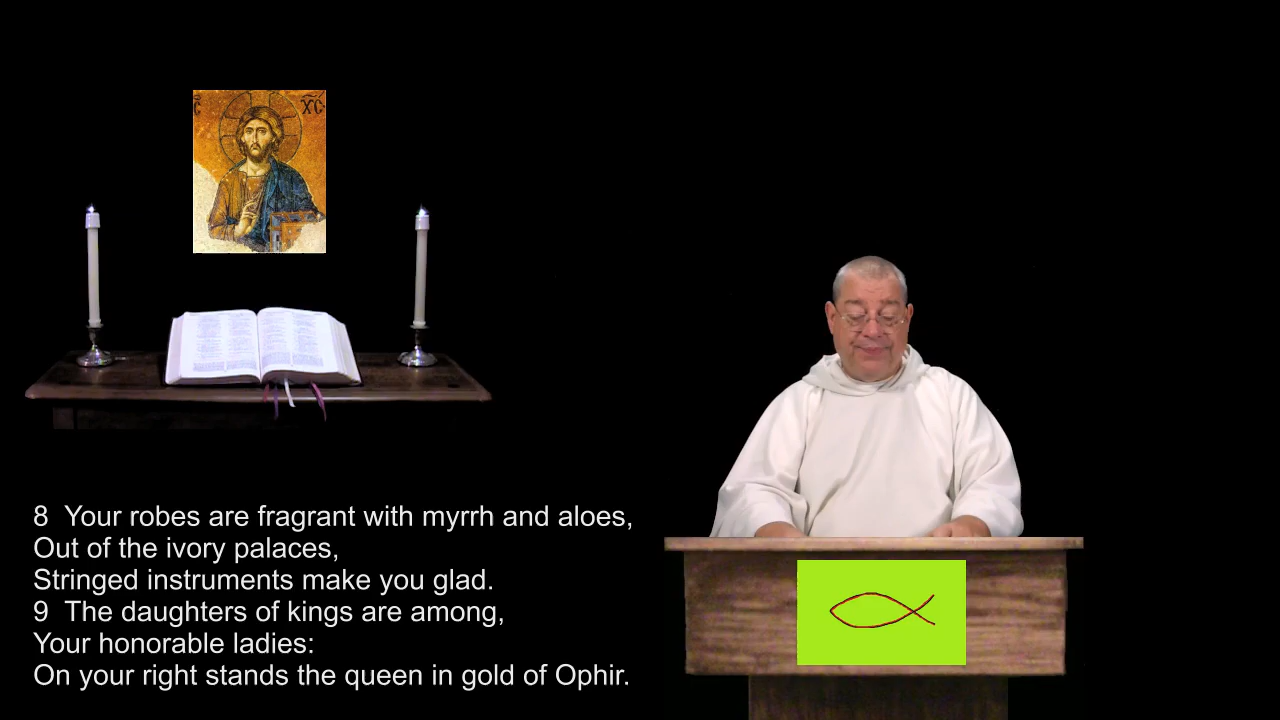 ΧC
8 Your robes are fragrant with myrrh and aloes,
Out of the ivory palaces,
Stringed instruments make you glad.
9 The daughters of kings are among,
Your honorable ladies:
On your right stands the queen in gold of Ophir.